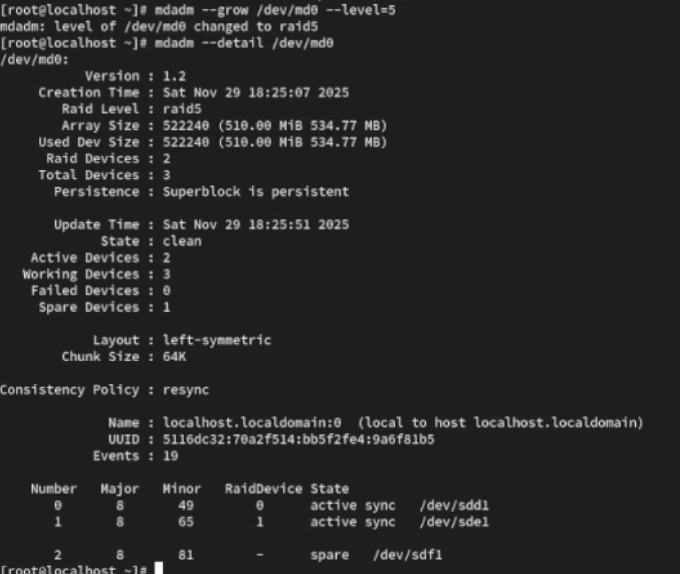 [root@localhost ~]# mdadm --grow /dev/md0 --level=5
mdadm: level of /dev/md0 changed to raid5
[root@localhost ~]# mdadm --detail /dev/md0
/dev/md0:
Version : 1.2
Creation Time : Sat Nov 29 18:25:07 2025
Raid Level : raid5
Array Size : 522240 (510.00 MiB 534.77 MB)
Used Dev Size : 522240 (510.00 MiB 534.77 MB)
Raid Devices : 2
Total Devices : 3
Persistence : Superblock is persistent
Update Time : Sat Nov 29 18:25:51 2025
State : clean
Active Devices : 2
Working Devices : 3
Failed Devices : 0
Spare Devices : 1
Layout : left-symmetric
Chunk Size : 64K
Consistency Policy : resync
Name : localhost.localdomain:0 (local to host localhost.localdomain)
UUID : 5116dc32:70a2f514:bb5f2fe4:9a6f81b5
Events : 19
Number Major Minor RaidDevice State
0 8 49 0 active sync /dev/sdd1
1 8 65 1 active sync /dev/sde1
2 8 81 - spare /dev/sdf1
[root@localhost ~]#